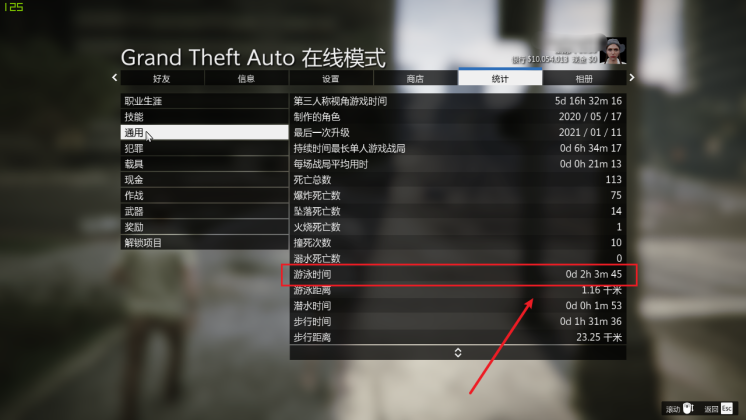 125
Grand Theft Auto 在线模式
银行 $10,054,013 现金 $0
好友 信息 设置 商店 统计 相册
职业生涯
技能
通用
犯罪
载具
现金
作战
武器
奖励
解锁项目
第三人称视角游戏时间 5d 16h 32m 16
制作的角色 2020 / 05 / 17
最后一次升级 2021 / 01 / 11
持续时间最长单人游戏战局 0d 6h 34m 17
每场战局平均用时 0d 0h 21m 13
死亡总数 113
爆炸死亡数 75
坠落死亡数 14
火烧死亡数 1
撞死次数 10
溺水死亡数 0
游泳时间 0d 2h 3m 45
游泳距离 1.16 千米
潜水时间 0d 0h 1m 53
步行时间 0d 1h 31m 36
步行距离 23.25 千米
滚动 返回 Esc